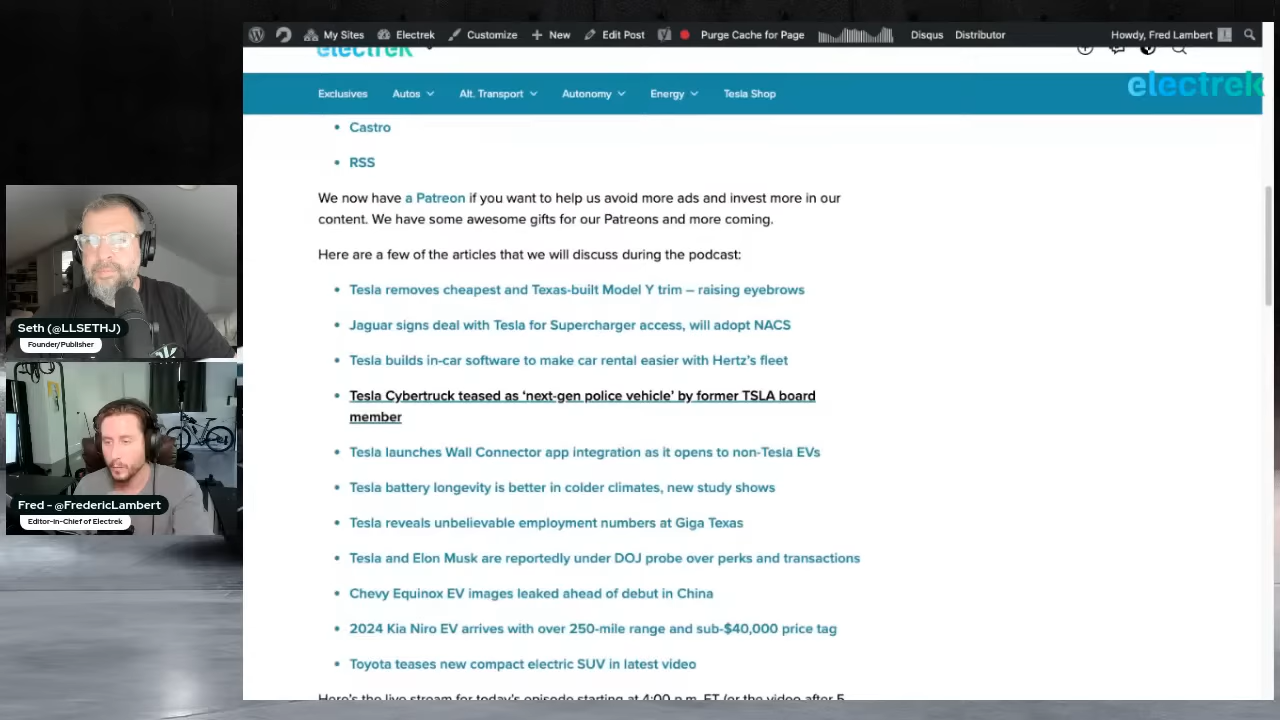 My Sites
Electrek
Customize
New
Edit Post
Purge Cache for Page
Disqus
Distributor
Howdy, Fred Lambert
electrek
electrek
Exclusives
Autos
Alt. Transport
Autonomy
Energy
Tesla Shop
• Castro
• RSS
We now have a Patreon if you want to help us avoid more ads and invest more in our
content. We have some awesome gifts for our Patreons and more coming.
Here are a few of the articles that we will discuss during the podcast:
• Tesla removes cheapest and Texas-built Model Y trim – raising eyebrows
• Jaguar signs deal with Tesla for Supercharger access, will adopt NACS
• Tesla builds in-car software to make car rental easier with Hertz's fleet
• Tesla Cybertruck teased as 'next-gen police vehicle' by former TSLA board
member
• Tesla launches Wall Connector app integration as it opens to non-Tesla EVs
• Tesla battery longevity is better in colder climates, new study shows
• Tesla reveals unbelievable employment numbers at Giga Texas
• Tesla and Elon Musk are reportedly under DOJ probe over perks and transactions
• Chevy Equinox EV images leaked ahead of debut in China
• 2024 Kia Niro EV arrives with over 250-mile range and sub-$40,000 price tag
• Toyota teases new compact electric SUV in latest video
Here's the live stream for today's episode starting at 4:00 p.m. ET (or the video after 5
Seth (@LLSETHJ)
Founder/Publisher
Fred - @FredericLambert
Editor-in-Chief of Electrek